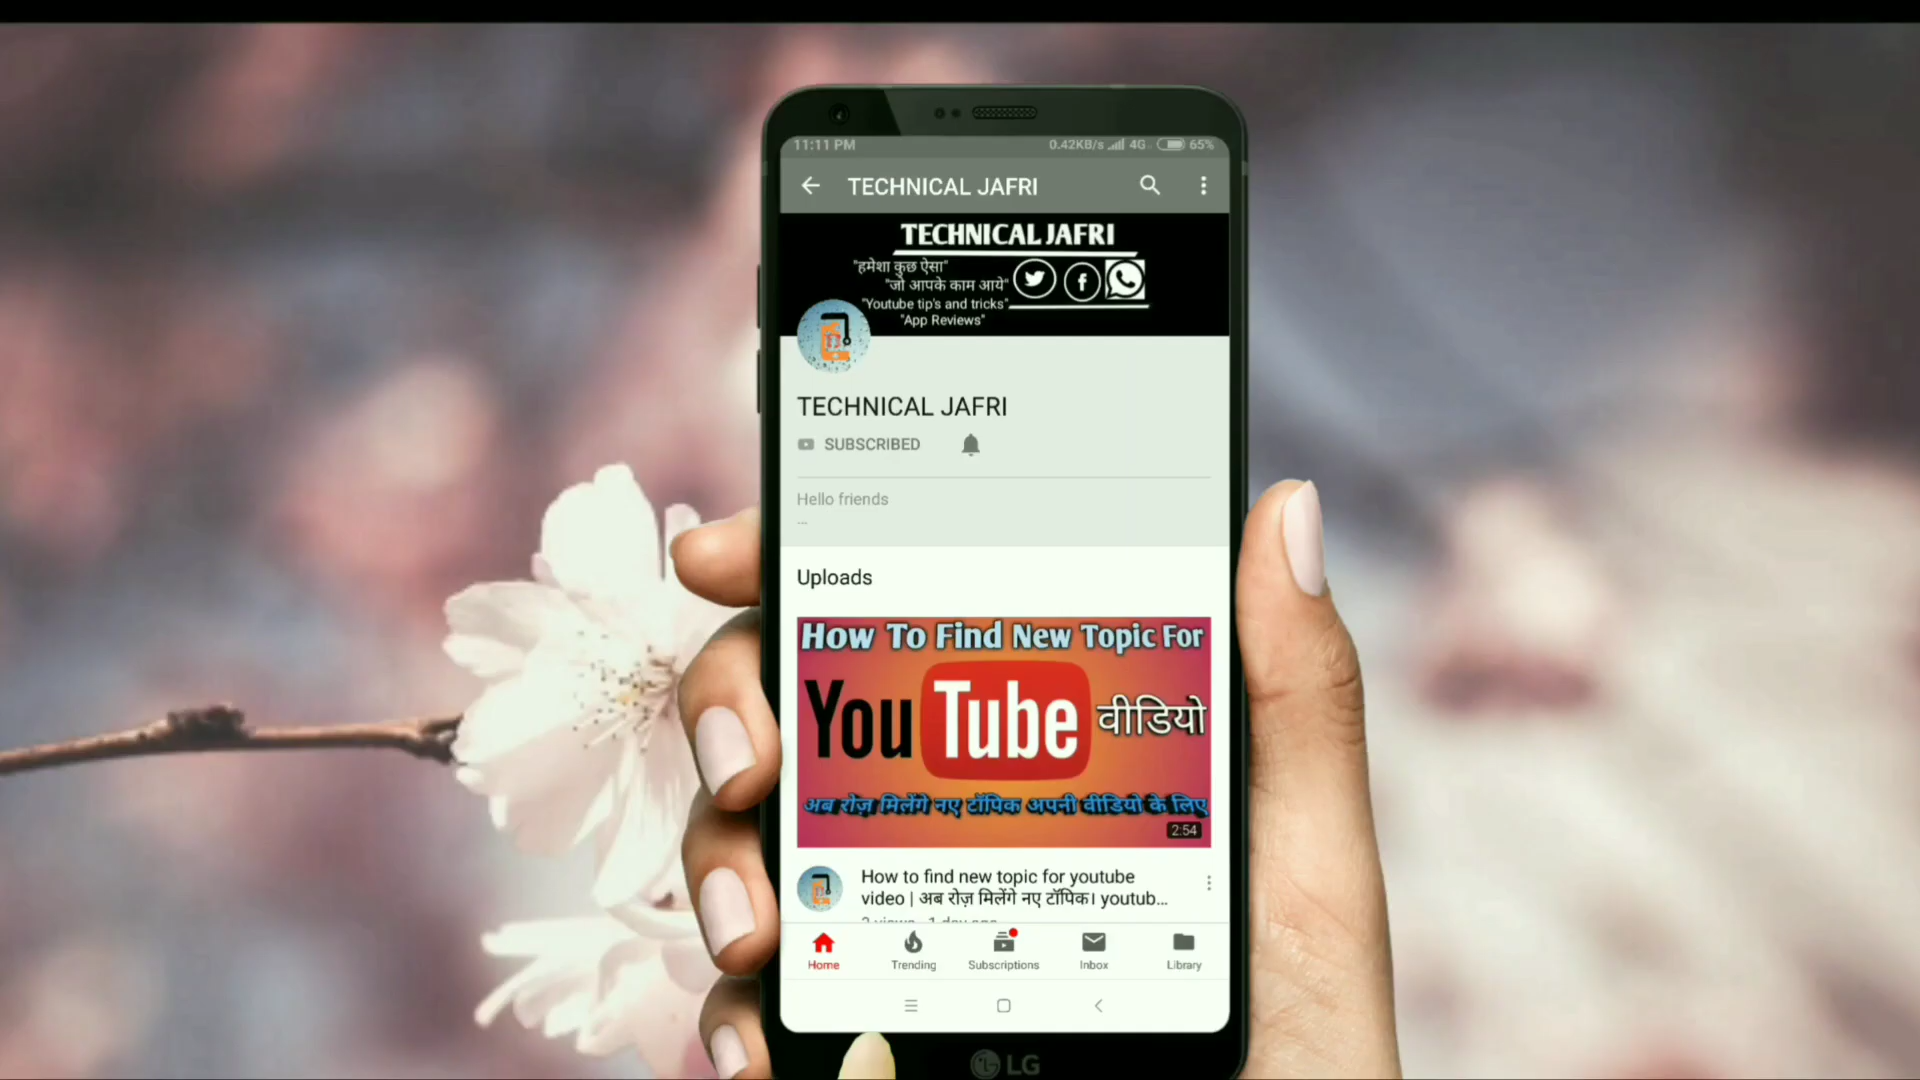 11:11 PM 0.42KB/s 4G 65%
TECHNICAL JAFRI
TECHNICAL JAFRI
"हमेशा कुछ ऐसा"
"जो आपके काम आये"
"Youtube tip's and tricks"
"App Reviews"
TECHNICAL JAFRI
SUBSCRIBED
Hello friends
...
Uploads
How To Find New Topic For
YouTube वीडियो
अब रोज़ मिलेंगे नए टॉपिक अपनी वीडियो के लिए
2:54
How to find new topic for youtube
video | अब रोज़ मिलेंगे नए टॉपिक। youtub...
Home Trending Subscriptions Inbox Library
LG